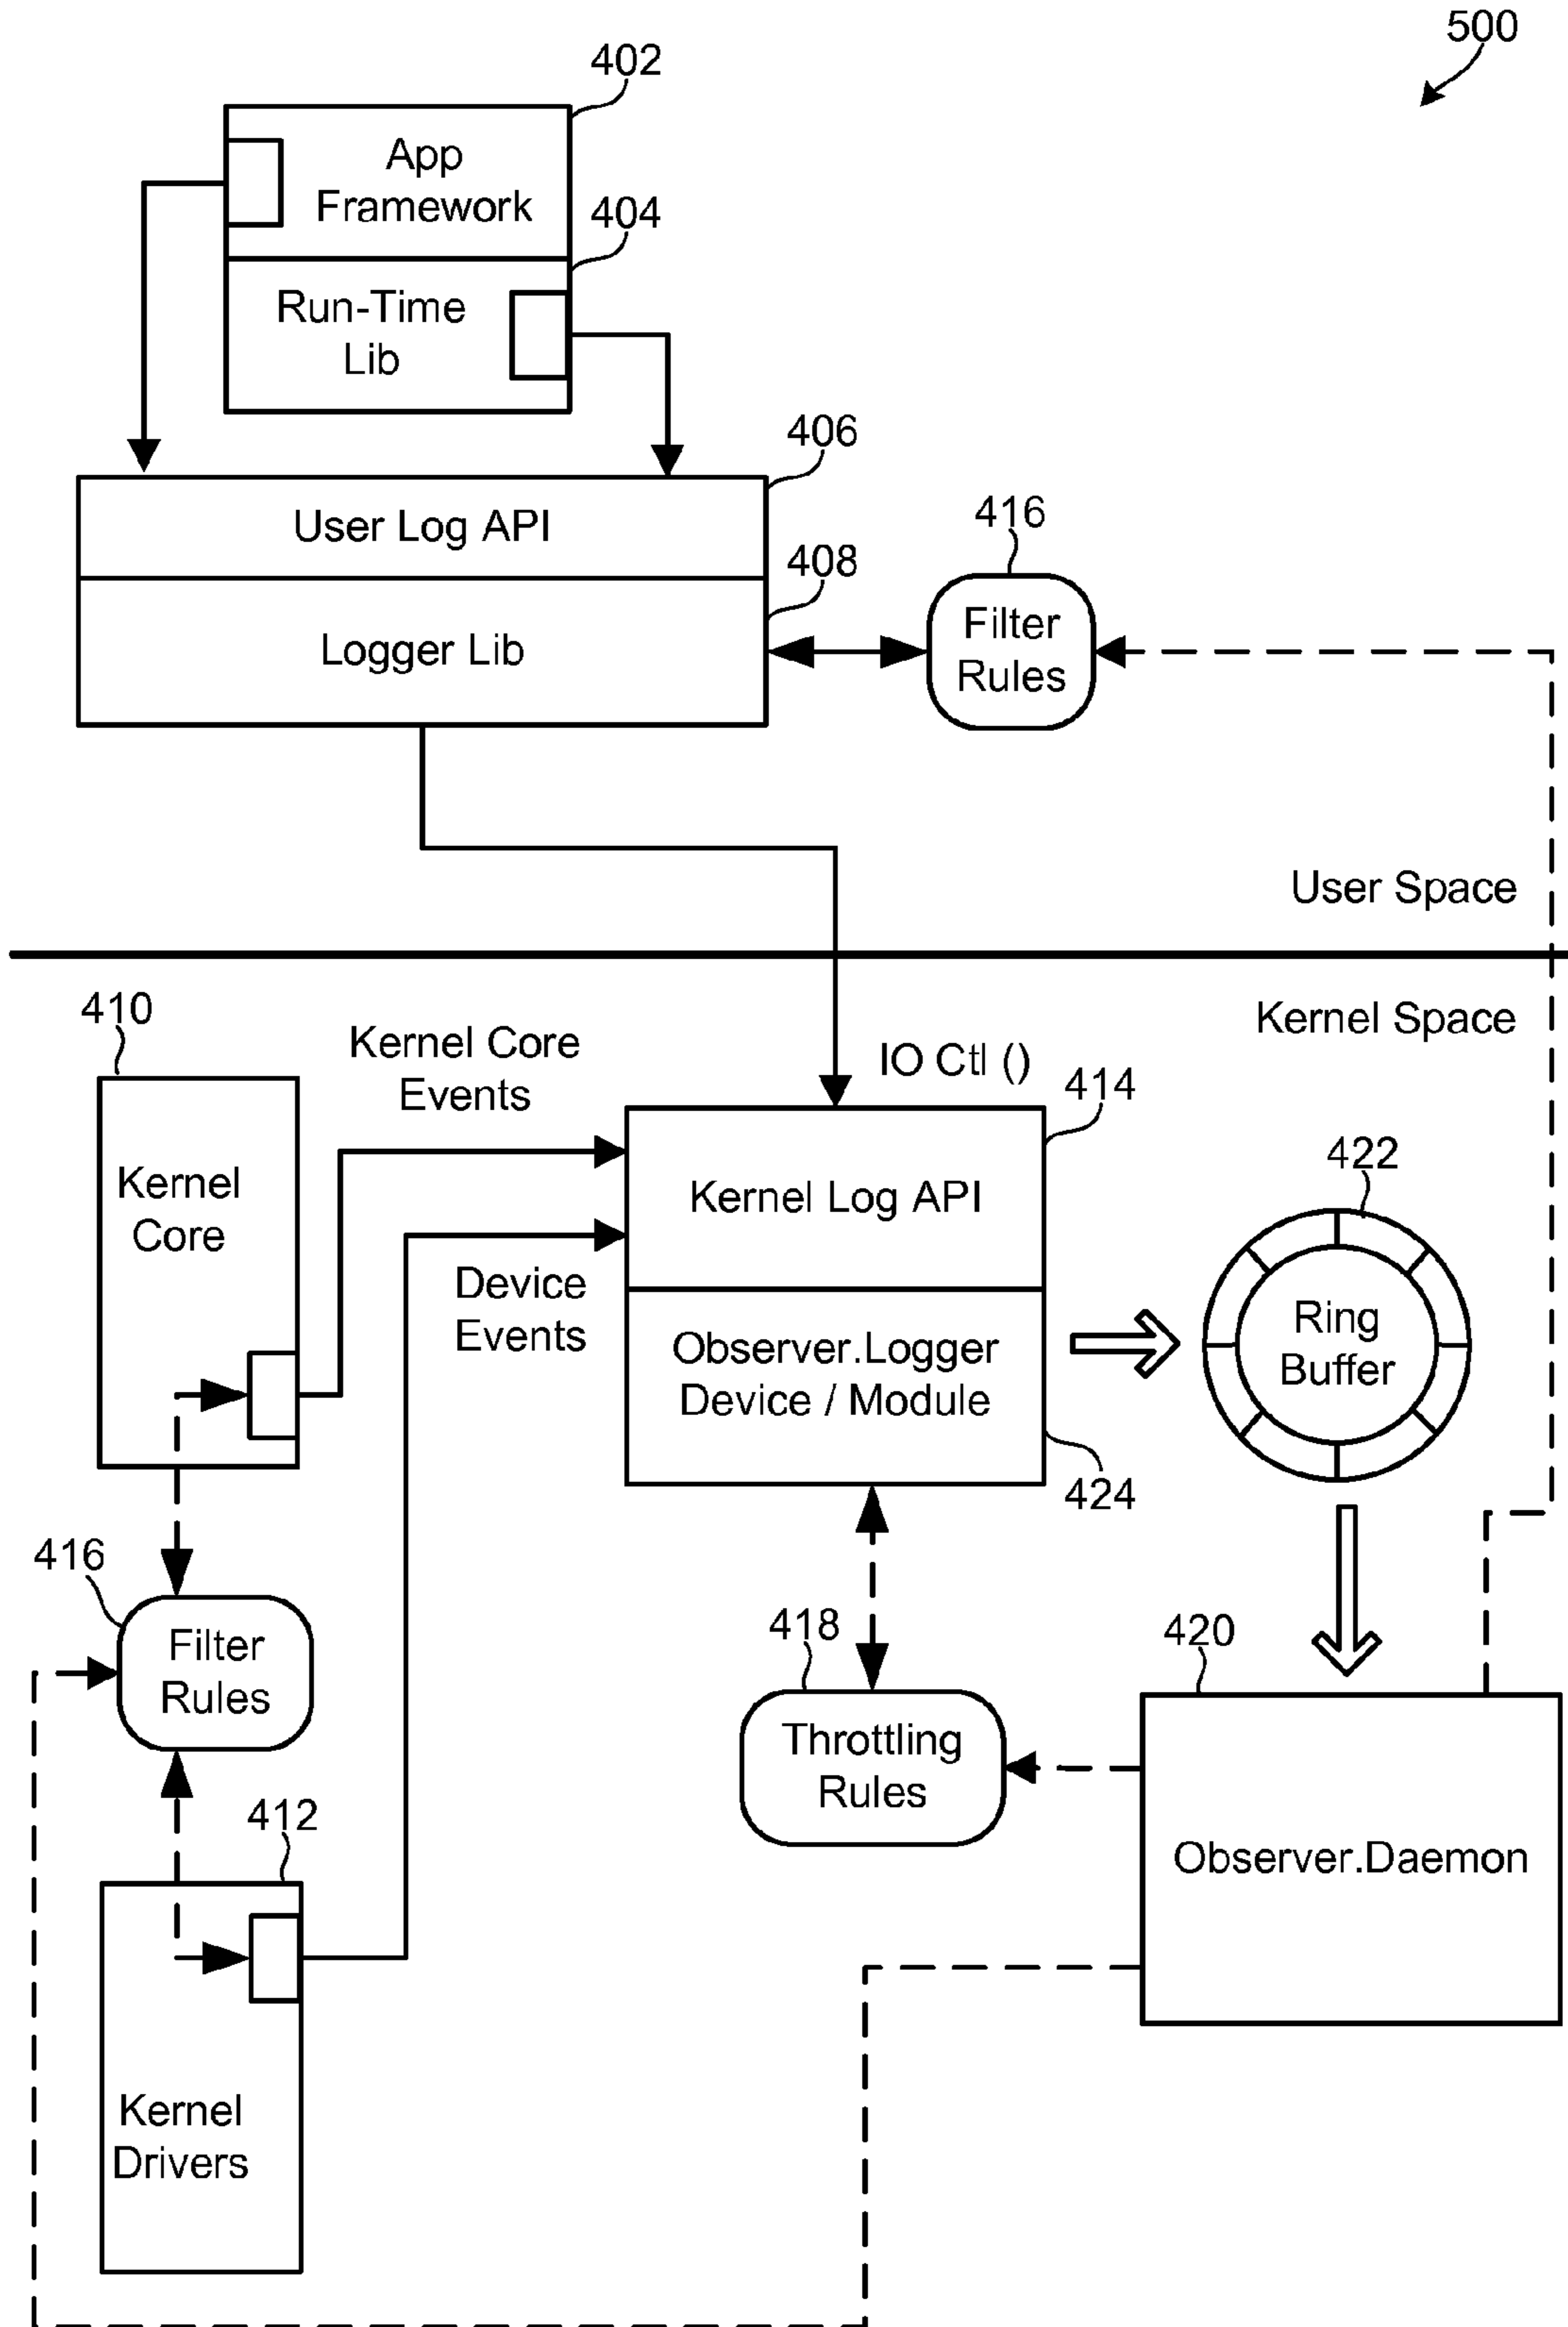 500
402
App
Framework
404
Run-Time
Lib
406
User Log API
408
Logger Lib
416
Filter
Rules
User Space
Kernel Space
410
Kernel Core
Events
IO Ctl ()
414
Kernel
Core
Kernel Log API
422
Device
Events
Observer.Logger
Device / Module
Ring
Buffer
424
416
Filter
Rules
418
Throttling
Rules
420
Observer.Daemon
412
Kernel
Drivers